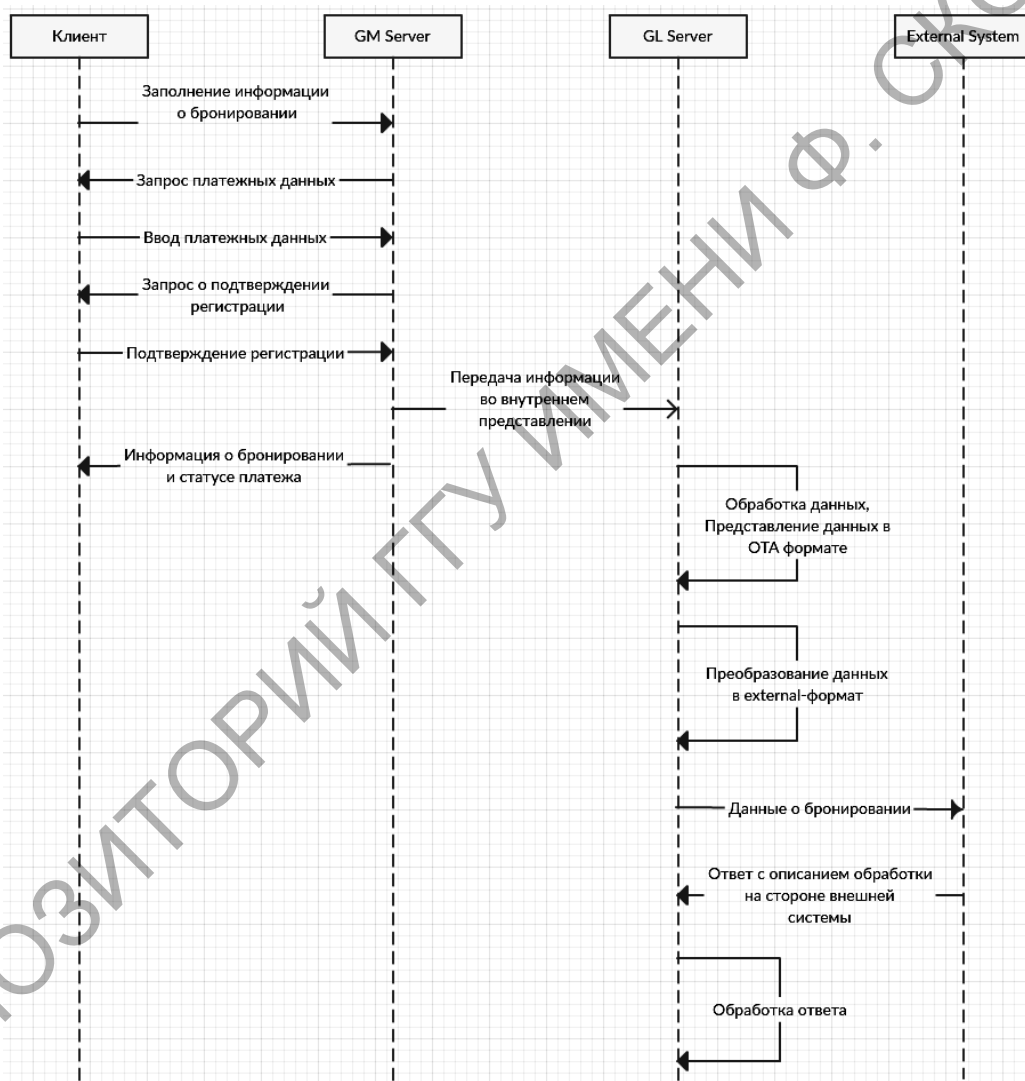 Клиент
GM Server
GL Server
External System
Заполнение информации
о бронировании
Запрос платежных данных
Ввод платежных данных
Запрос о подтверждении
регистрации
Подтверждение регистрации
Передача информации
во внутреннем
представлении
Информация о бронировании
и статусе платежа
Обработка данных,
Представление данных в
ОТА формате
Преобразование данных
в external-формат
Данные о бронировании
Ответ с описанием обработки
на стороне внешней
системы
Обработка ответа
ПОЗИТОРИЙ ГГУ ИМЕНИ Ф. СКО